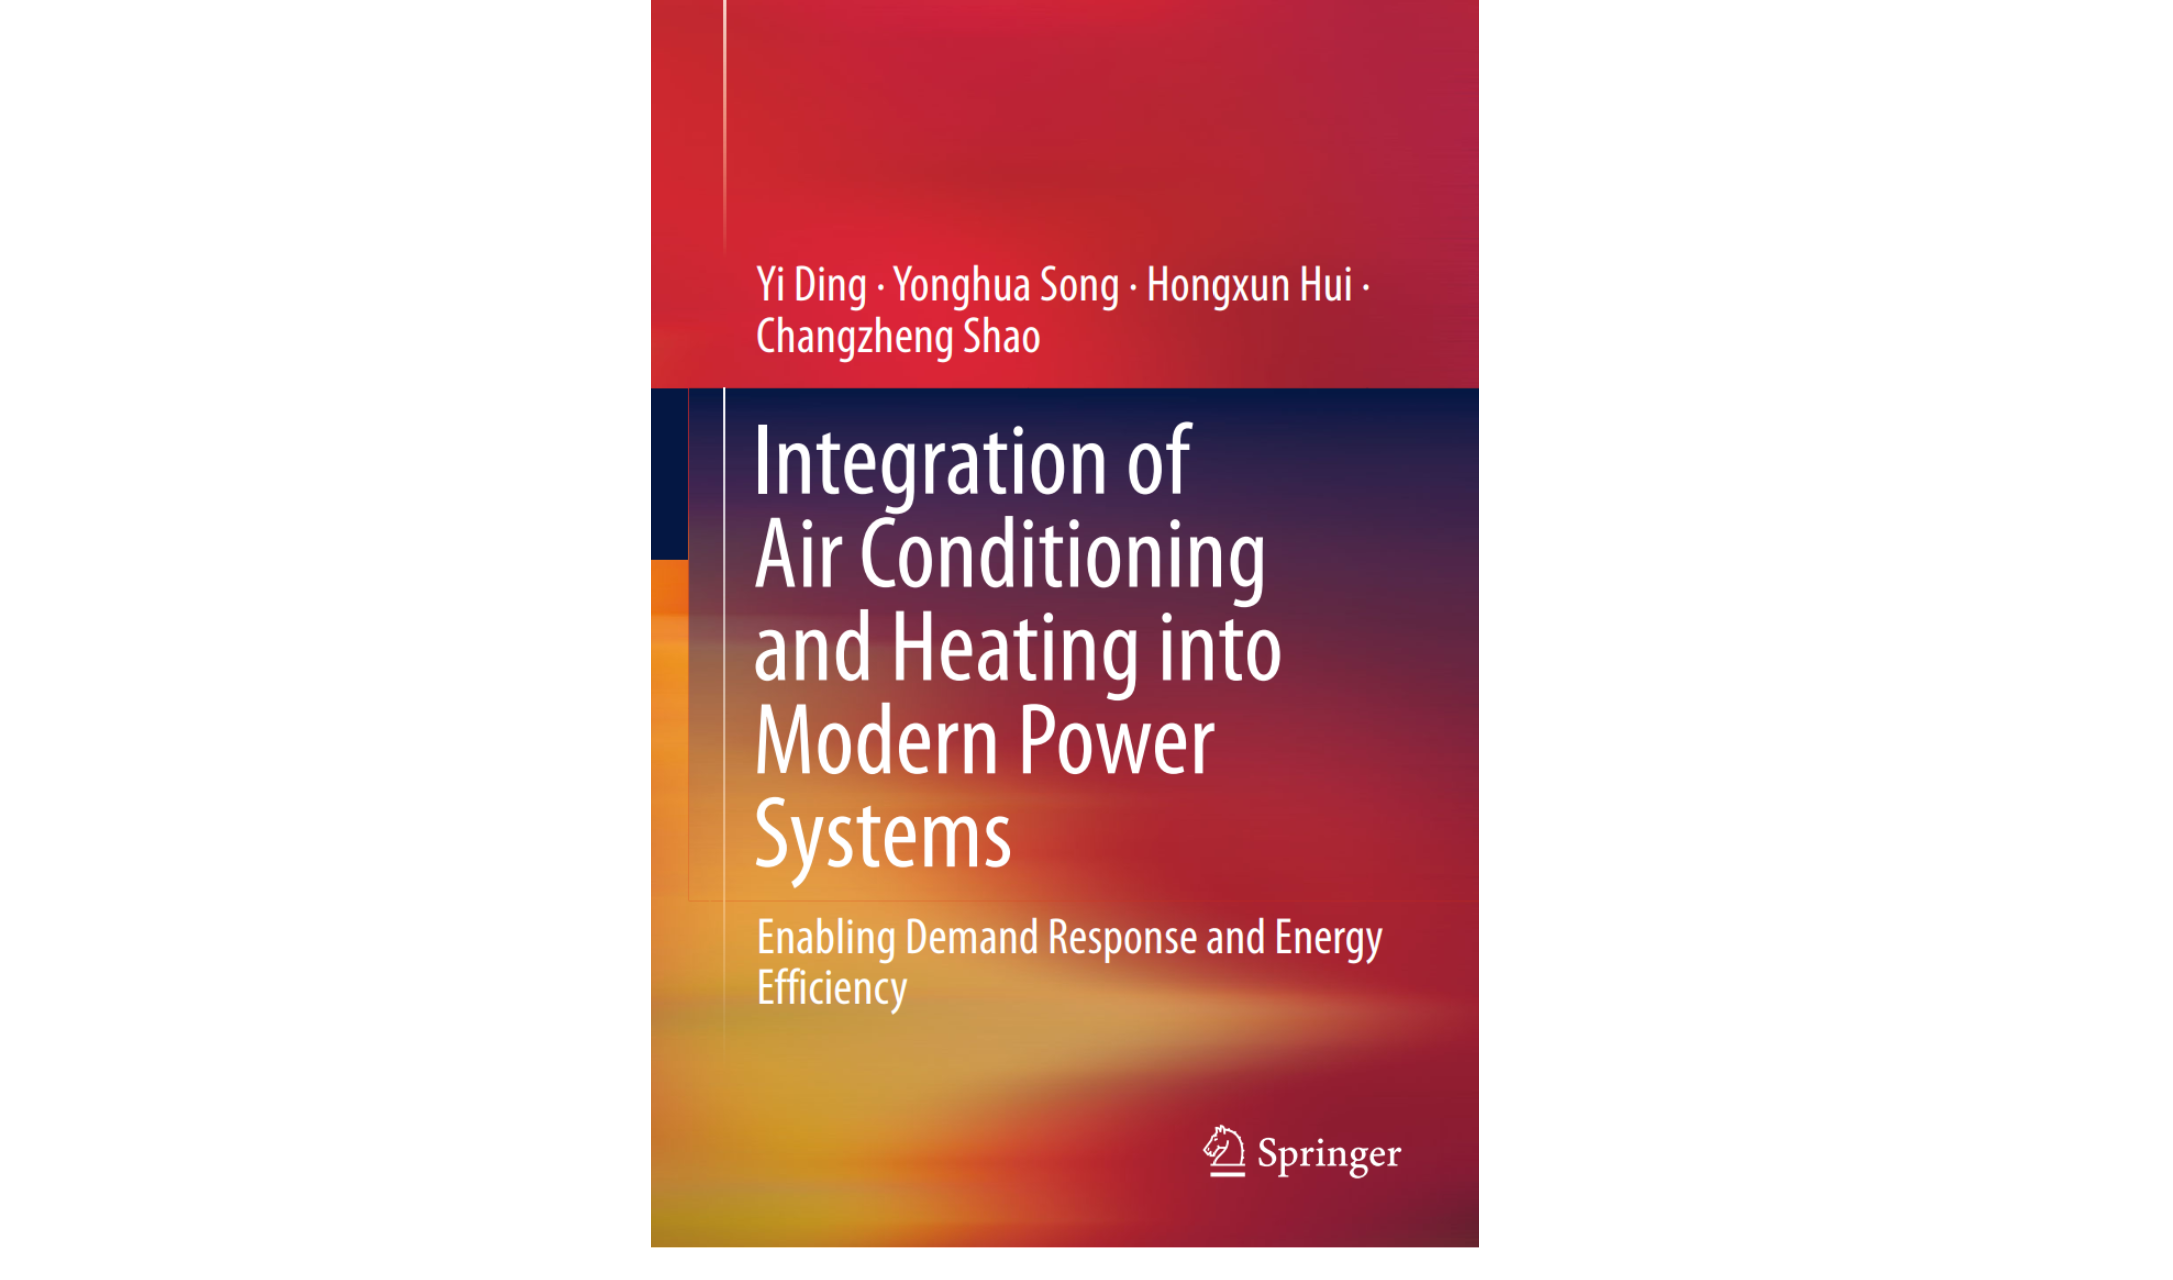 Yi Ding · Yonghua Song · Hongxun Hui ·
Changzheng Shao
Integration of
Air Conditioning
and Heating into
Modern Power
Systems
Enabling Demand Response and Energy
Efficiency
Springer